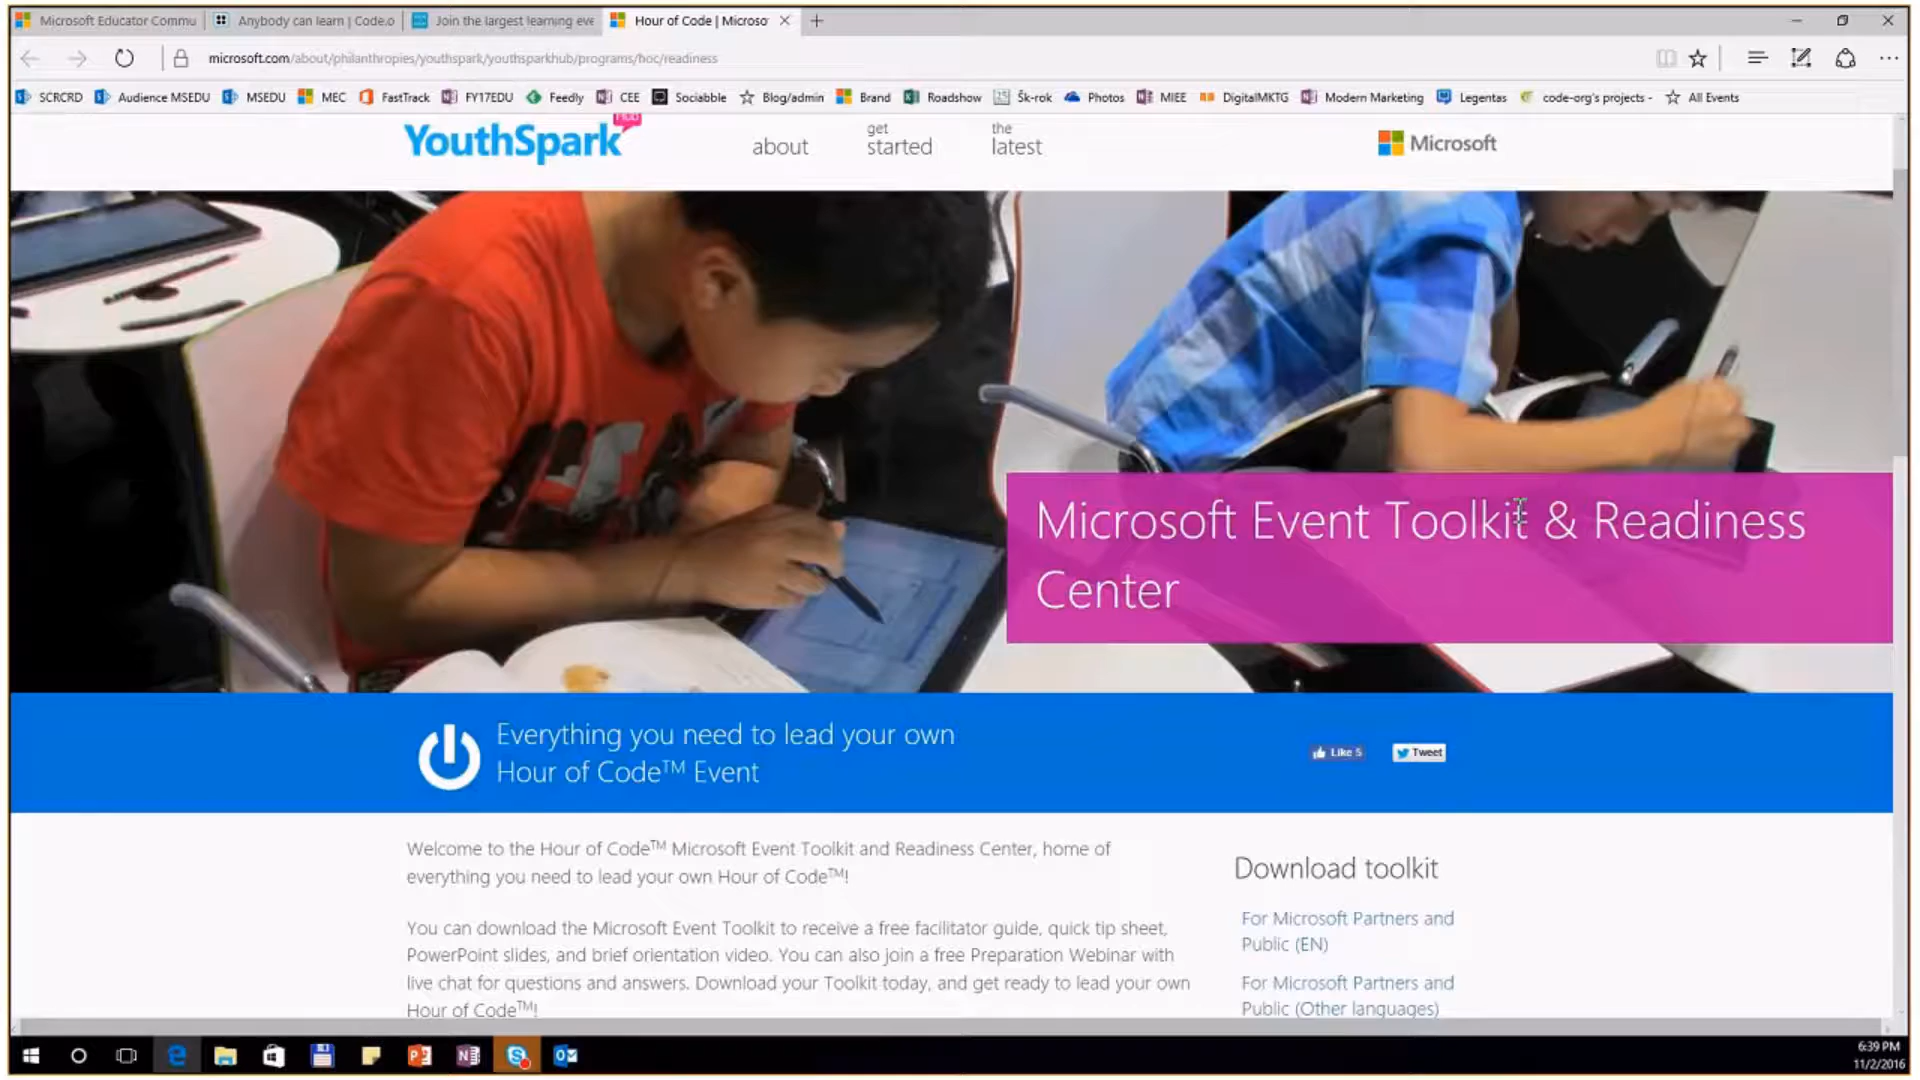 Microsoft Educator Commu
Anybody can learn | Code.o
Join the largest learning eve
Hour of Code | Microso
microsoft.com/about/philanthropies/youthspark/youthsparkhub/programs/hoc/readiness
SCRCRD Audience MSEDU MSEDU MEC FastTrack FY17EDU Feedly CEE Sociabble Blog/admin Brand Roadshow Šk-rok Photos MIEE DigitalMKTG Modern Marketing Legentas code-org's projects - All Events
YouthSpark Hub
about
get started
the latest
Microsoft
Microsoft Event Toolkit & Readiness
Center
Everything you need to lead your own
Hour of Code™ Event
Like 5
Tweet
Welcome to the Hour of Code™ Microsoft Event Toolkit and Readiness Center, home of
everything you need to lead your own Hour of Code™!
You can download the Microsoft Event Toolkit to receive a free facilitator guide, quick tip sheet,
PowerPoint slides, and brief orientation video. You can also join a free Preparation Webinar with
live chat for questions and answers. Download your Toolkit today, and get ready to lead your own
Hour of Code™!
Download toolkit
For Microsoft Partners and
Public (EN)
For Microsoft Partners and
Public (Other languages)
6:39 PM
11/2/2016